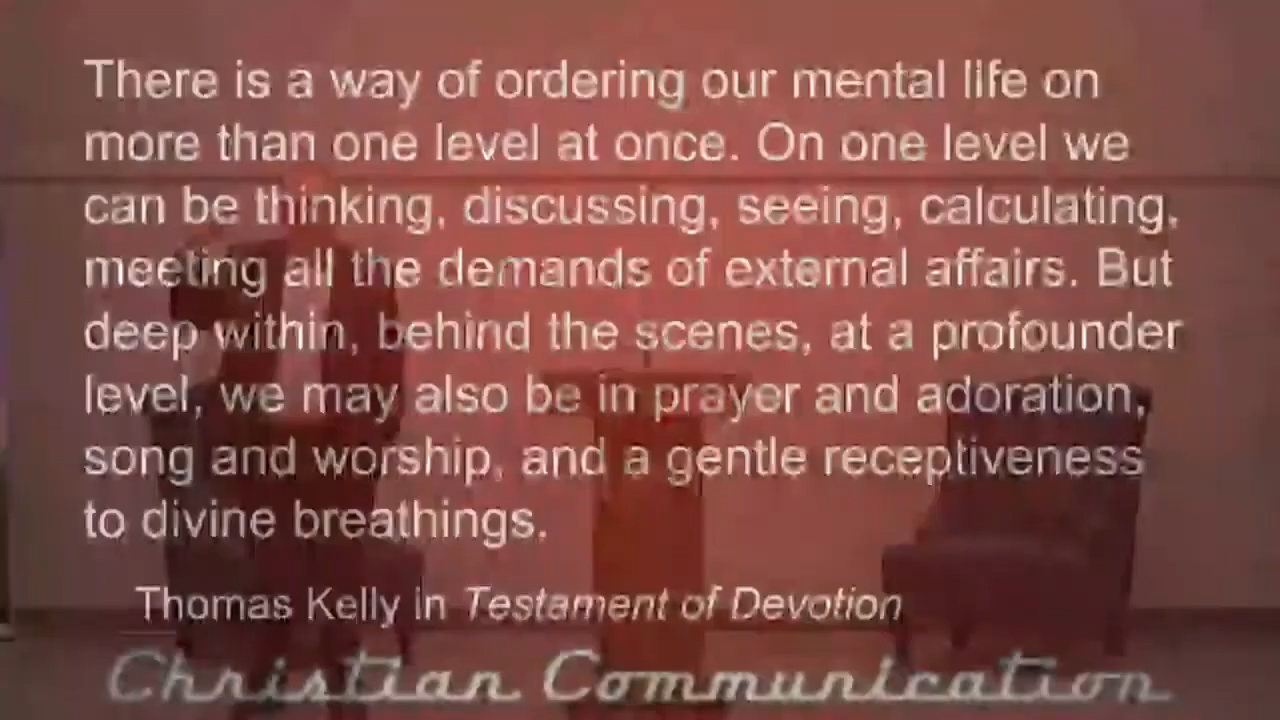 There is a way of ordering our mental life on
more than one level at once. On one level we
can be thinking, discussing, seeing, calculating,
meeting all the demands of external affairs. But
deep within, behind the scenes, at a profounder
level, we may also be in prayer and adoration,
song and worship, and a gentle receptiveness
to divine breathings.
Thomas Kelly in Testament of Devotion
Christian Communication